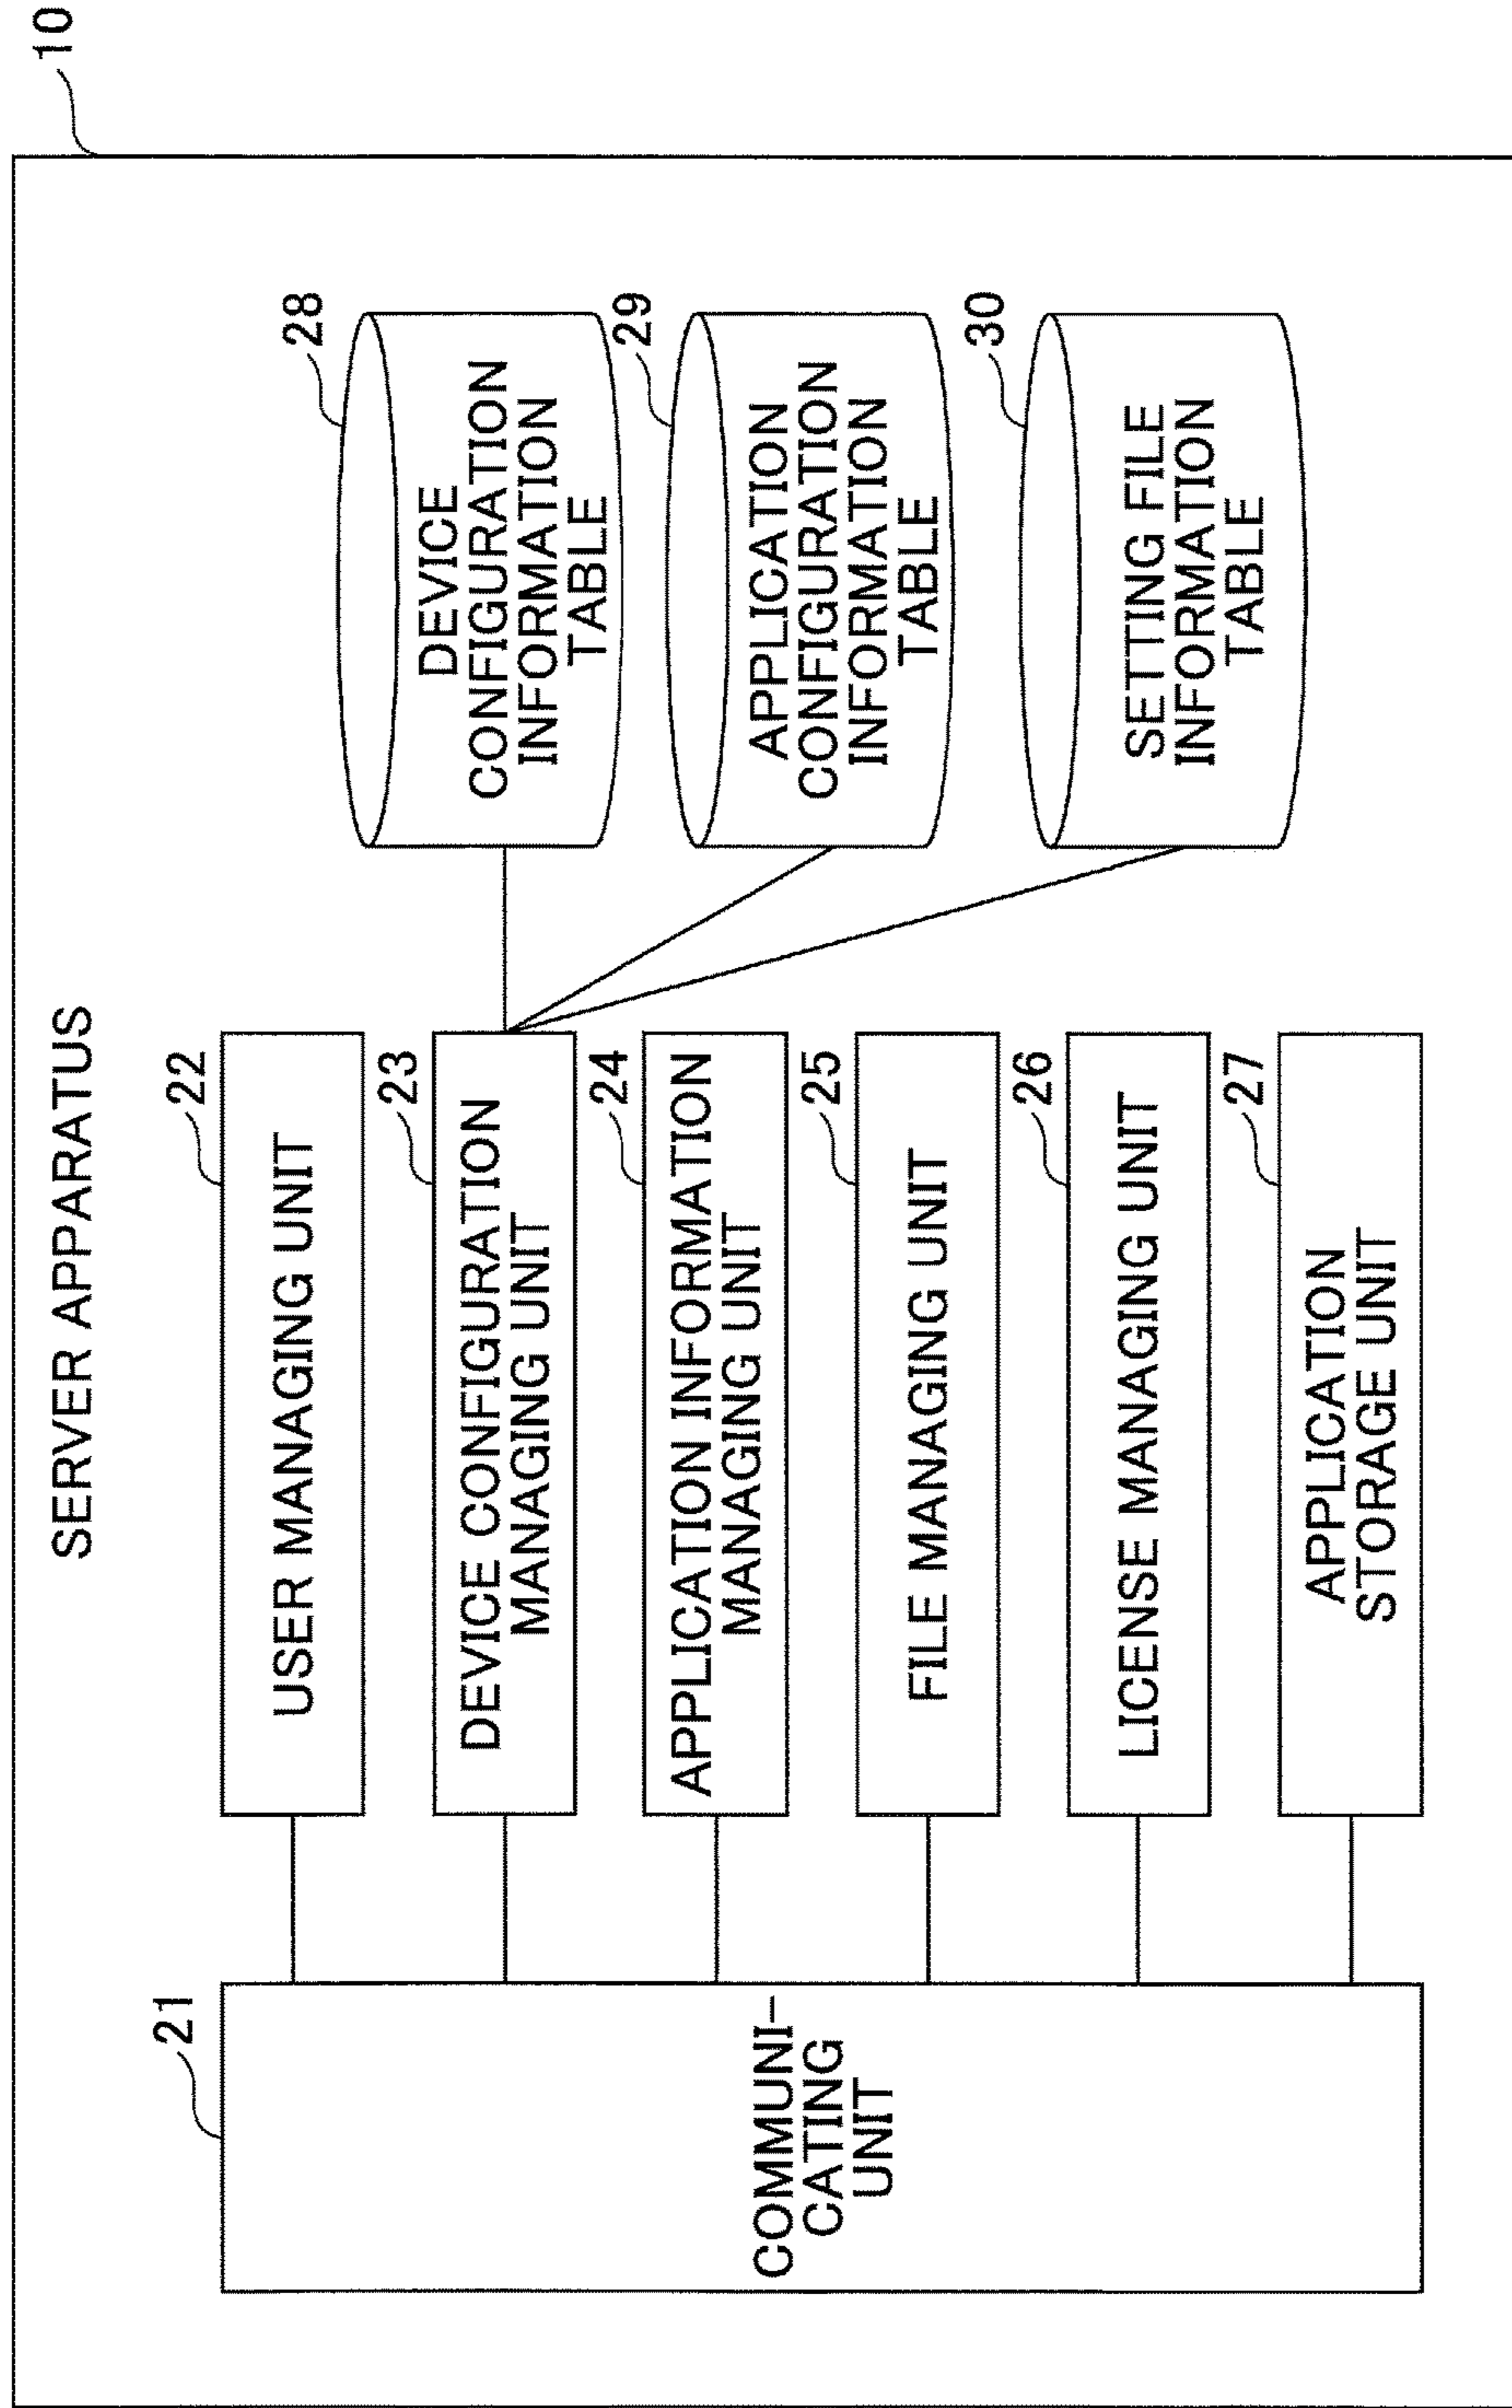 10
SERVER APPARATUS
21
COMMUNI-
CATING
UNIT
22
USER MANAGING UNIT
23
DEVICE CONFIGURATION
MANAGING UNIT
24
APPLICATION INFORMATION
MANAGING UNIT
25
FILE MANAGING UNIT
26
LICENSE MANAGING UNIT
27
APPLICATION
STORAGE UNIT
28
DEVICE
CONFIGURATION
INFORMATION
TABLE
29
APPLICATION
CONFIGURATION
INFORMATION
TABLE
30
SETTING FILE
INFORMATION
TABLE